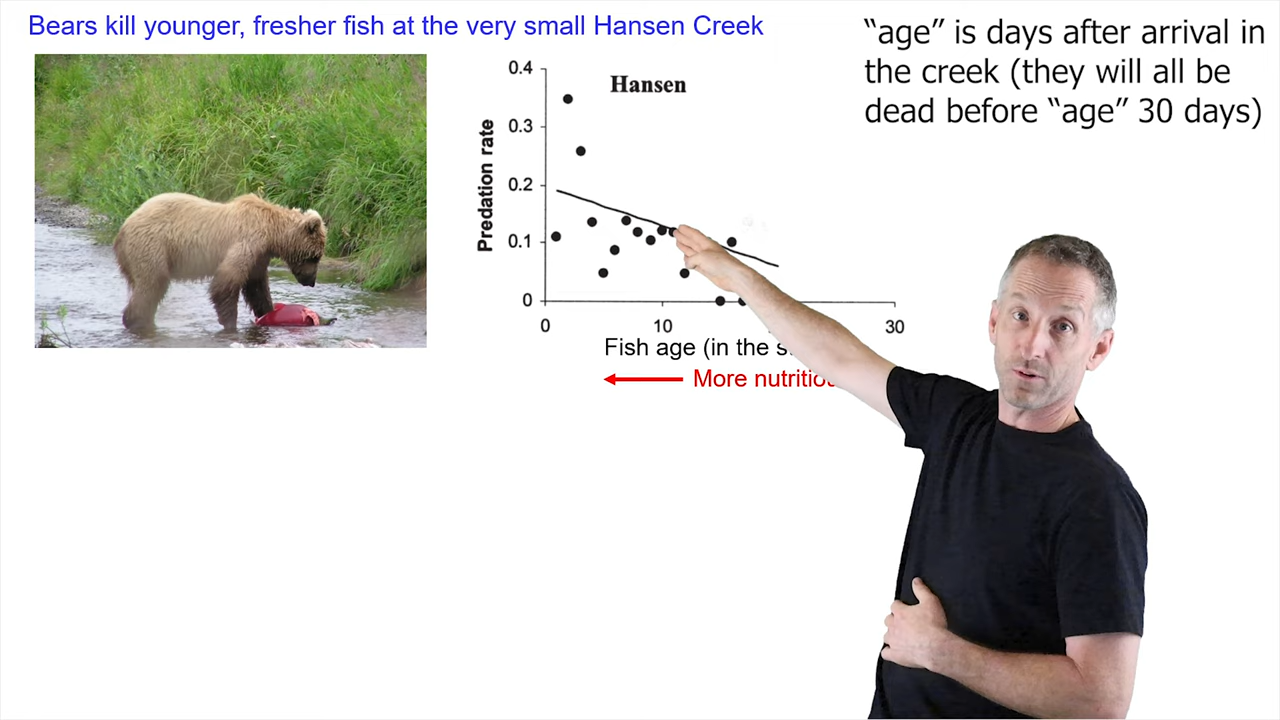 Bears kill younger, fresher fish at the very small Hansen Creek
“age” is days after arrival in
the creek (they will all be
dead before “age” 30 days)
Hansen
Predation rate
0.4
0.3
0.2
0.1
0
0
10
30
Fish age (in the
More